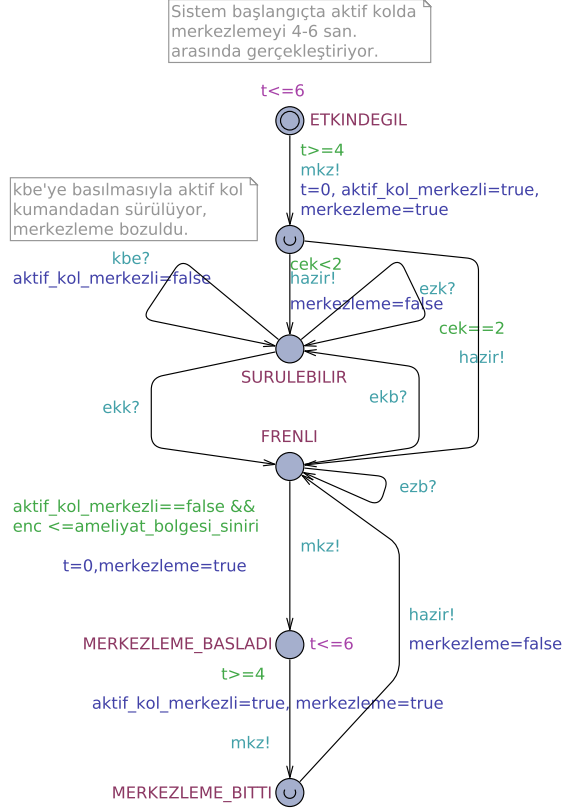 Sistem başlangıçta aktif kolda
merkezlemeyi 4-6 san.
arasında gerçekleştiriyor.
t<=6
ETKINDEGIL
t>=4
mkz!
t=0, aktif_kol_merkezli=true,
merkezleme=true
kbe'ye basılmasıyla aktif kol
kumandadan sürülüyor,
merkezleme bozuldu.
kbe?
aktif_kol_merkezli=false
cek<2
hazir!
merkezleme=false
ezk?
cek==2
hazir!
SURULEBILIR
ekk?
ekb?
FRENLI
ezb?
aktif_kol_merkezli==false &&
enc <=ameliyat_bolgesi_siniri
mkz!
t=0,merkezleme=true
hazir!
merkezleme=false
MERKEZLEME_BASLADI
t<=6
t>=4
aktif_kol_merkezli=true, merkezleme=true
mkz!
MERKEZLEME_BITTI